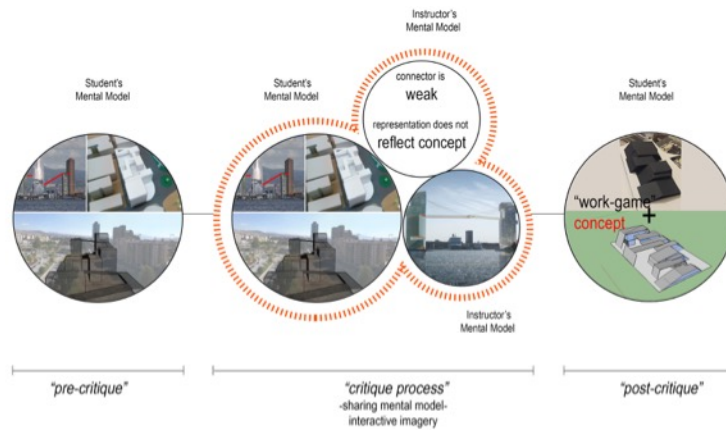 Instructor's
Mental Model
Student's
Mental Model
Student's
Mental Model
Student's
Mental Model
connector is
weak
representation does not
reflect concept
"work-game"
concept
+
Instructor's
Mental Model
"pre-critique"
"critique process"
-sharing mental model-
interactive imagery
"post-critique"